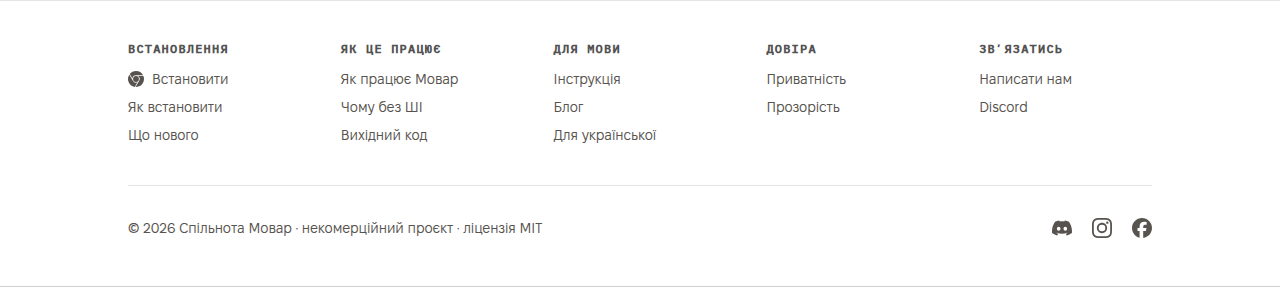 ВСТАНОВЛЕННЯ
Встановити
Як встановити
Що нового
ЯК ЦЕ ПРАЦЮЄ
Як працює Мовар
Чому без ШІ
Вихідний код
ДЛЯ МОВИ
Інструкція
Блог
Для української
ДОВІРА
Приватність
Прозорість
ЗВ'ЯЗАТИСЬ
Написати нам
Discord
© 2026 Спільнота Мовар · некомерційний проєкт · ліцензія MIT